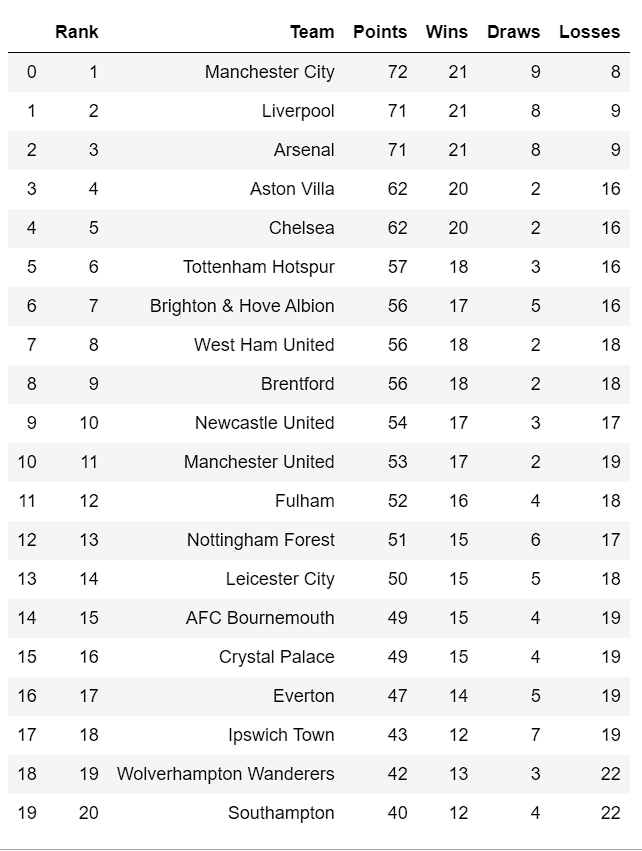 Rank Team Points Wins Draws Losses
0 1 Manchester City 72 21 9 8
1 2 Liverpool 71 21 8 9
2 3 Arsenal 71 21 8 9
3 4 Aston Villa 62 20 2 16
4 5 Chelsea 62 20 2 16
5 6 Tottenham Hotspur 57 18 3 16
6 7 Brighton & Hove Albion 56 17 5 16
7 8 West Ham United 56 18 2 18
8 9 Brentford 56 18 2 18
9 10 Newcastle United 54 17 3 17
10 11 Manchester United 53 17 2 19
11 12 Fulham 52 16 4 18
12 13 Nottingham Forest 51 15 6 17
13 14 Leicester City 50 15 5 18
14 15 AFC Bournemouth 49 15 4 19
15 16 Crystal Palace 49 15 4 19
16 17 Everton 47 14 5 19
17 18 Ipswich Town 43 12 7 19
18 19 Wolverhampton Wanderers 42 13 3 22
19 20 Southampton 40 12 4 22